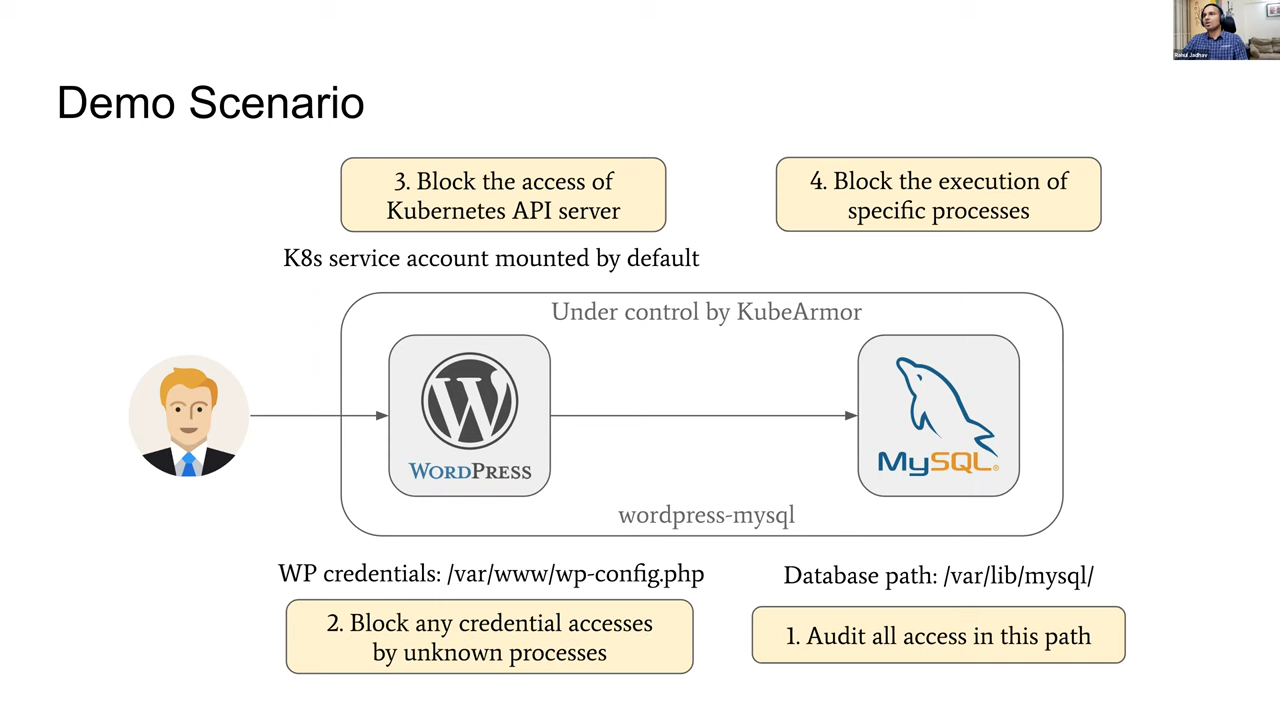 Rahul Jadhav
Demo Scenario
3. Block the access of
Kubernetes API server
4. Block the execution of
specific processes
K8s service account mounted by default
Under control by KubeArmor
WORDPRESS
MySQL®
wordpress-mysql
WP credentials: /var/www/wp-config.php
Database path: /var/lib/mysql/
2. Block any credential accesses
by unknown processes
1. Audit all access in this path